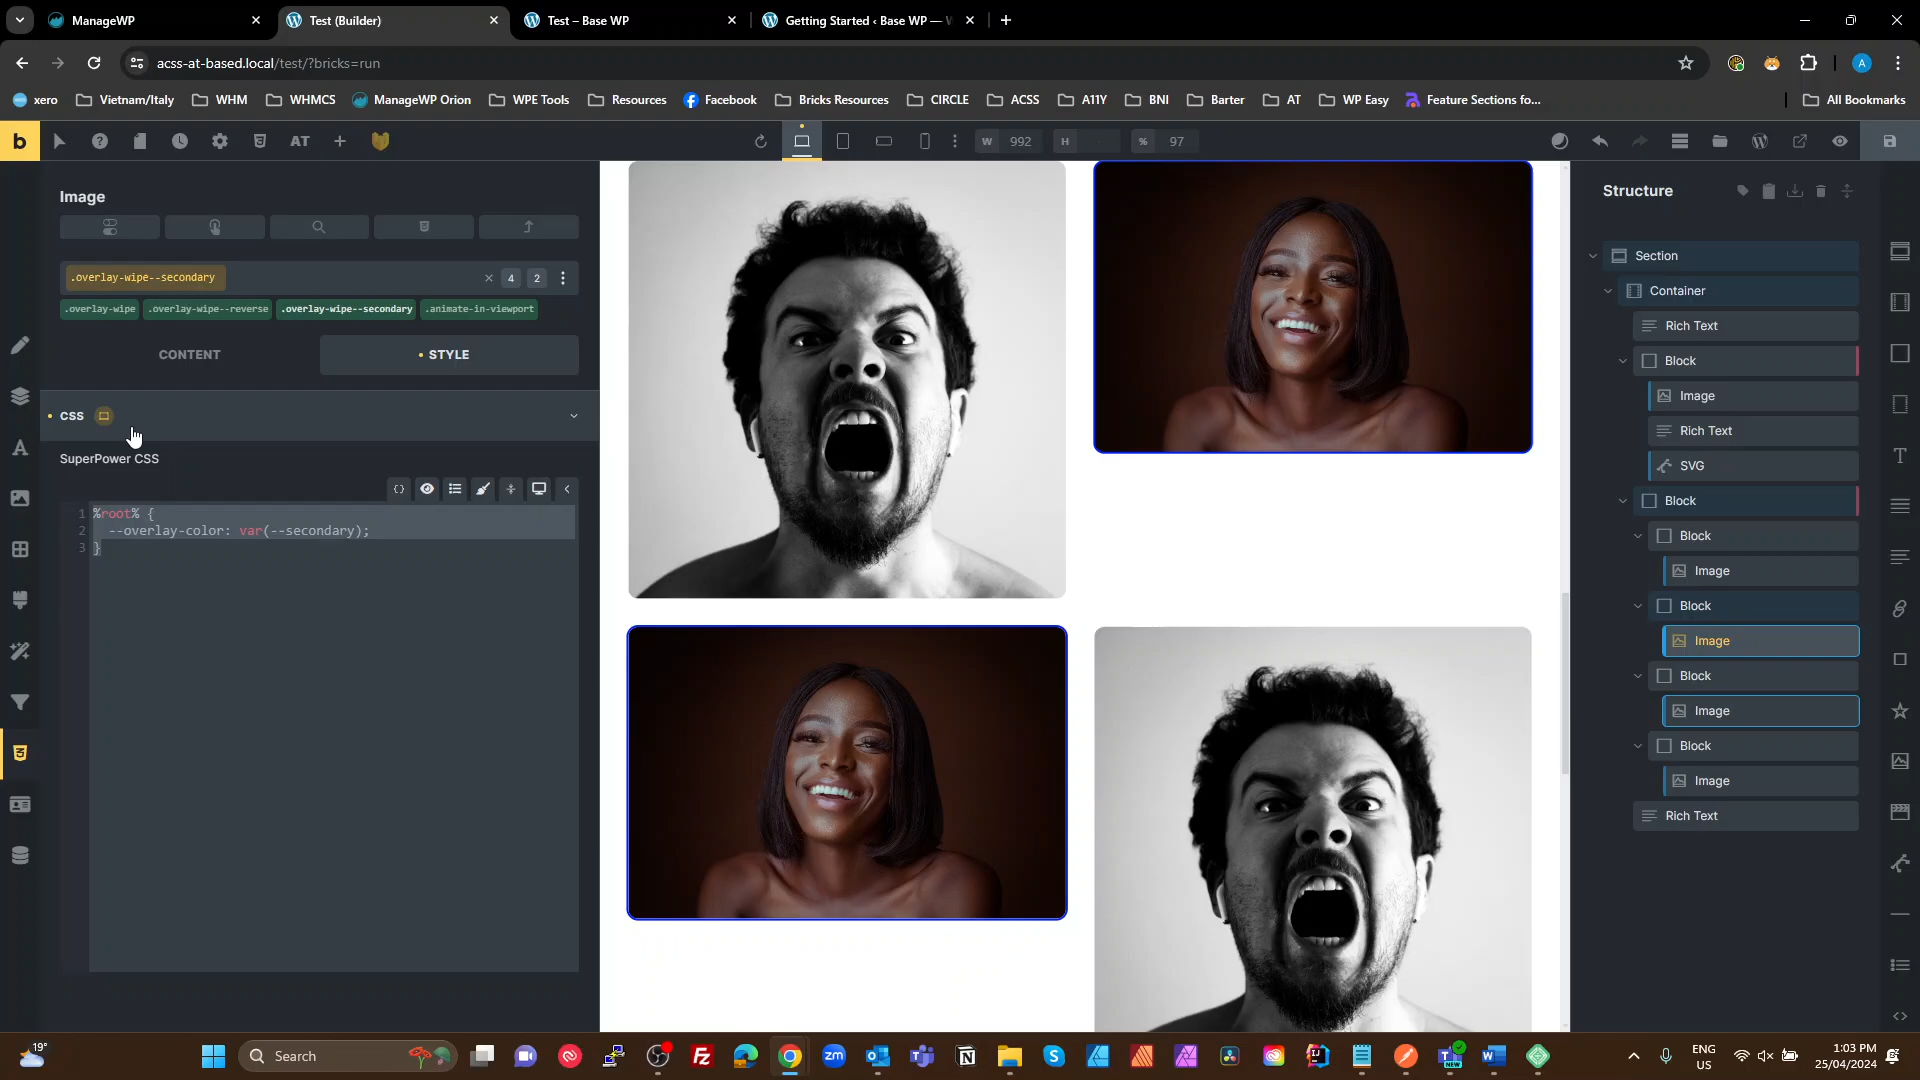 ManageWP
Test (Builder)
Test – Base WP
Getting Started ‹ Base WP —
acss-at-based.local/test/?bricks=run
A
xero
Vietnam/Italy
WHM
WHMCS
ManageWP Orion
WPE Tools
Resources
Facebook
Bricks Resources
CIRCLE
ACSS
A11Y
BNI
Barter
AT
WP Easy
Feature Sections fo...
All Bookmarks
b
AT
W 992
H
% 97
Image
.overlay-wipe--secondary
4
2
.overlay-wipe
.overlay-wipe--reverse
.overlay-wipe--secondary
.animate-in-viewport
CONTENT
STYLE
CSS
SuperPower CSS
1 %root% {
2 --overlay-color: var(--secondary);
3 }
Structure
Section
Container
Rich Text
Block
Image
Rich Text
SVG
Block
Block
Image
Block
Image
Block
Image
Block
Image
Rich Text
19°
Search
zm
NEW
ENG
US
1:03 PM
25/04/2024